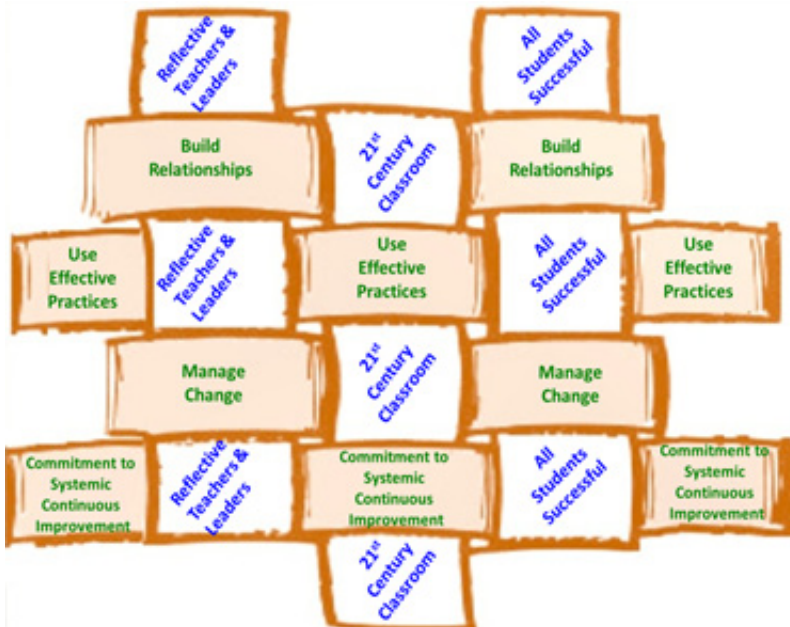 Reflective
Teachers &
Leaders
All
Students
Successful
Build
Relationships
21st
Century
Classroom
Build
Relationships
Use
Effective
Practices
Reflective
Teachers &
Leaders
Use
Effective
Practices
All
Students
Successful
Use
Effective
Practices
Manage
Change
21st
Century
Classroom
Manage
Change
Commitment to
Systemic
Continuous
Improvement
Reflective
Teachers &
Leaders
Commitment to
Systemic
Continuous
Improvement
All
Students
Successful
Commitment to
Systemic
Continuous
Improvement
21st
Century
Classroom